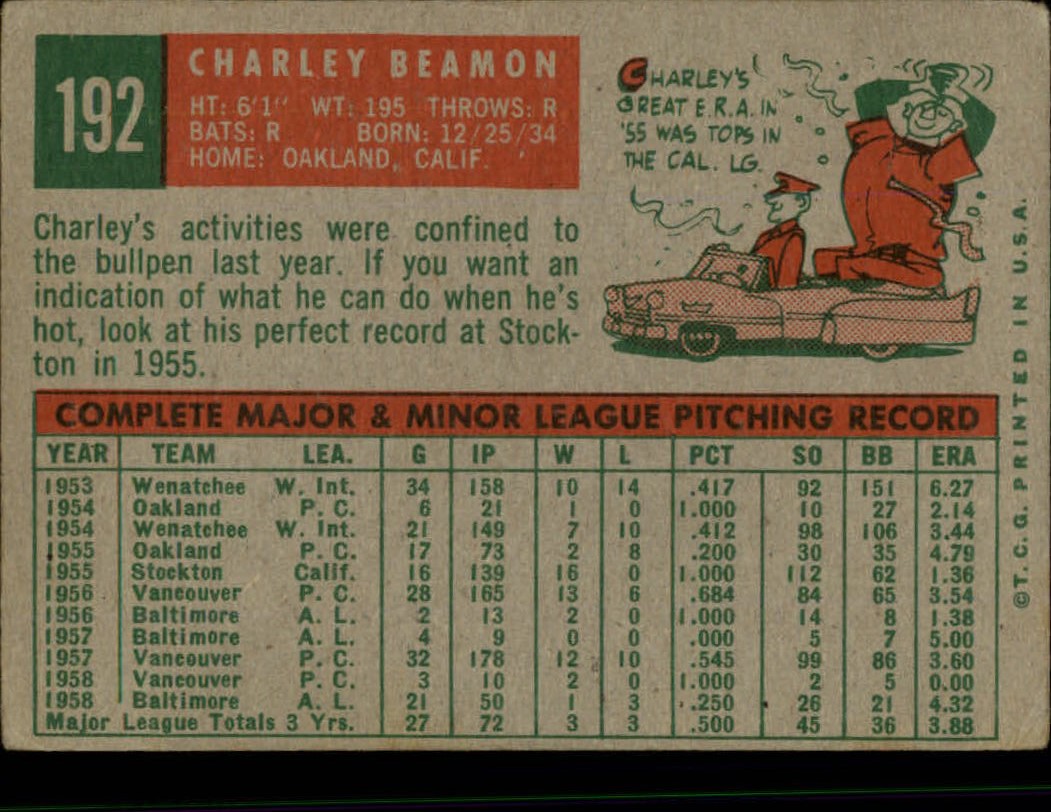 192
CHARLEY BEAMON
HT: 6'1" WT: 195 THROWS: R
BATS: R BORN: 12/25/34
HOME: OAKLAND, CALIF.
CHARLEY'S
GREAT E.R.A. IN
'55 WAS TOPS IN
THE CAL. LG.
Charley's activities were confined to
the bullpen last year. If you want an
indication of what he can do when he's
hot, look at his perfect record at Stock-
ton in 1955.
COMPLETE MAJOR & MINOR LEAGUE PITCHING RECORD
YEAR TEAM LEA. G IP W L PCT SO BB ERA
1953 Wenatchee W. Int. 34 158 10 14 .417 92 151 6.27
1954 Oakland P. C. 6 21 1 0 1.000 10 27 2.14
1954 Wenatchee W. Int. 21 149 7 10 .412 98 106 3.44
1955 Oakland P. C. 17 73 2 8 .200 30 35 4.79
1955 Stockton Calif. 16 139 16 0 1.000 112 62 1.36
1956 Vancouver P. C. 28 165 13 6 .684 84 65 3.54
1956 Baltimore A. L. 2 13 2 0 1.000 14 8 1.38
1957 Baltimore A. L. 4 9 0 0 .000 5 7 5.00
1957 Vancouver P. C. 32 178 12 10 .545 99 86 3.60
1958 Vancouver P. C. 3 10 2 0 1.000 2 5 0.00
1958 Baltimore A. L. 21 50 1 3 .250 26 21 4.32
Major League Totals 3 Yrs. 27 72 3 3 .500 45 36 3.88
©T. C. G. PRINTED IN U.S.A.